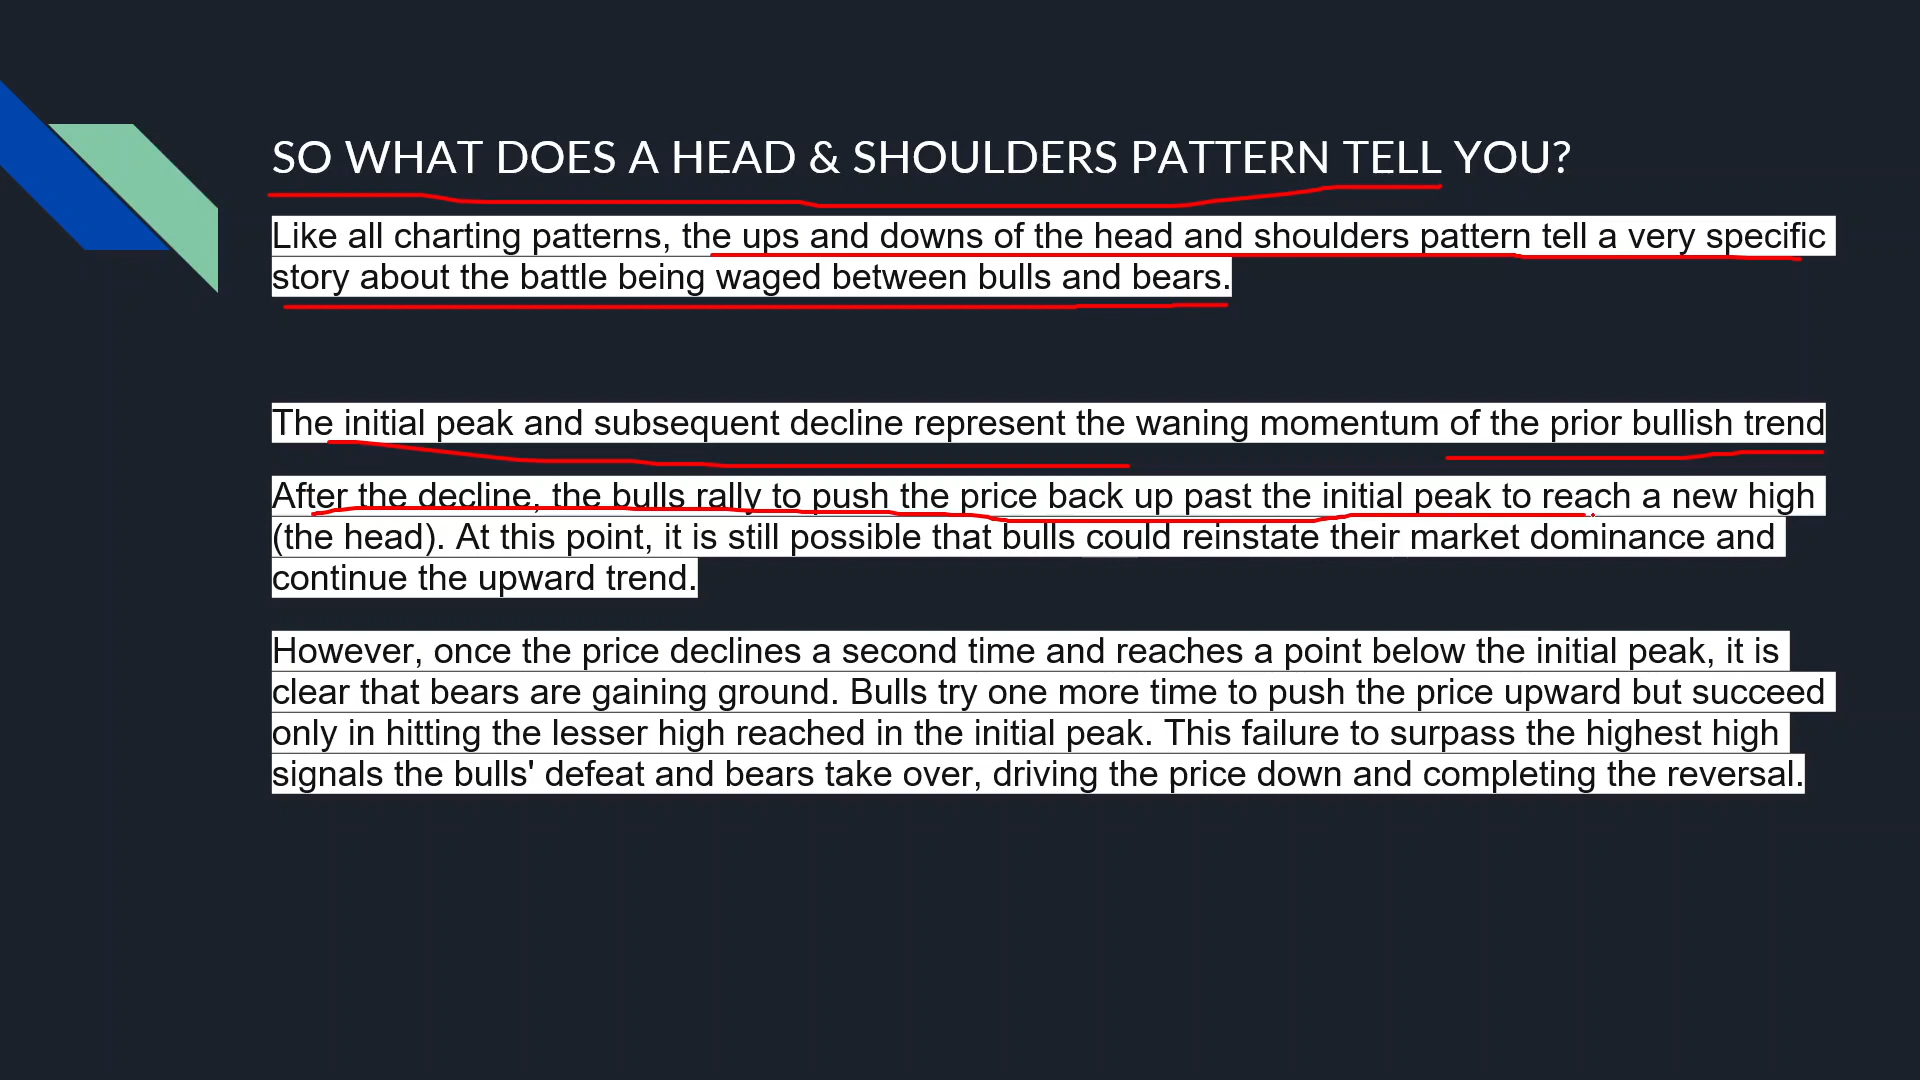 SO WHAT DOES A HEAD & SHOULDERS PATTERN TELL YOU?
Like all charting patterns, the ups and downs of the head and shoulders pattern tell a very specific
story about the battle being waged between bulls and bears.
The initial peak and subsequent decline represent the waning momentum of the prior bullish trend
After the decline, the bulls rally to push the price back up past the initial peak to reach a new high
(the head). At this point, it is still possible that bulls could reinstate their market dominance and
continue the upward trend.
However, once the price declines a second time and reaches a point below the initial peak, it is
clear that bears are gaining ground. Bulls try one more time to push the price upward but succeed
only in hitting the lesser high reached in the initial peak. This failure to surpass the highest high
signals the bulls' defeat and bears take over, driving the price down and completing the reversal.